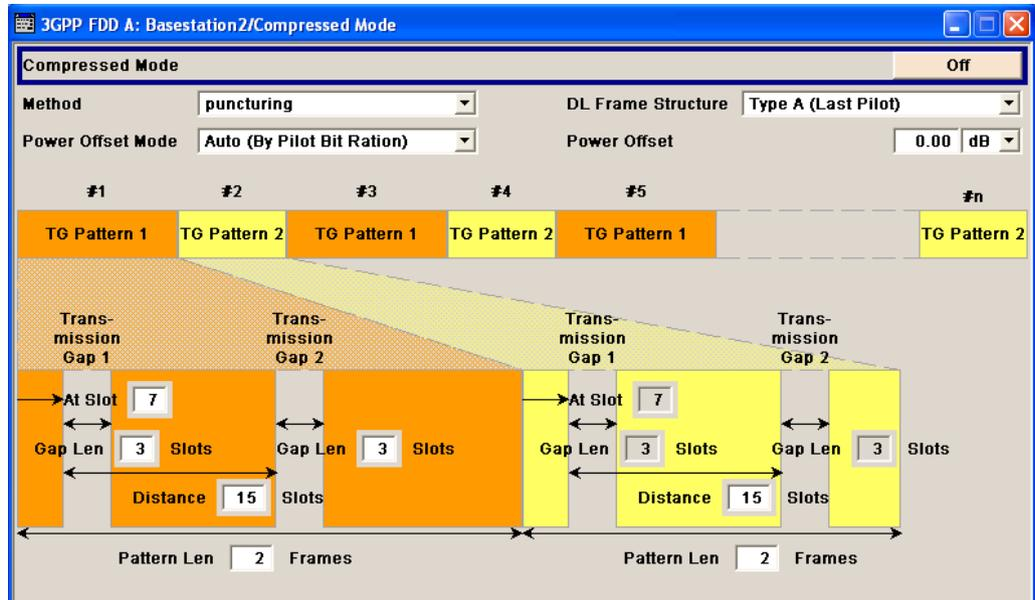 3GPP FDD A: Basestation2/Compressed Mode
Compressed Mode Off
Method puncturing DL Frame Structure Type A (Last Pilot)
Power Offset Mode Auto (By Pilot Bit Ration) Power Offset 0.00 dB
#1 #2 #3 #4 #5 #n
TG Pattern 1 TG Pattern 2 TG Pattern 1 TG Pattern 2 TG Pattern 1 TG Pattern 2
Trans- Trans- Trans- Trans-
mission mission mission mission
Gap 1 Gap 2 Gap 1 Gap 2
At Slot 7 At Slot 7
Gap Len 3 Slots Gap Len 3 Slots Gap Len 3 Slots Gap Len 3 Slots
Distance 15 Slots Distance 15 Slots
Pattern Len 2 Frames Pattern Len 2 Frames